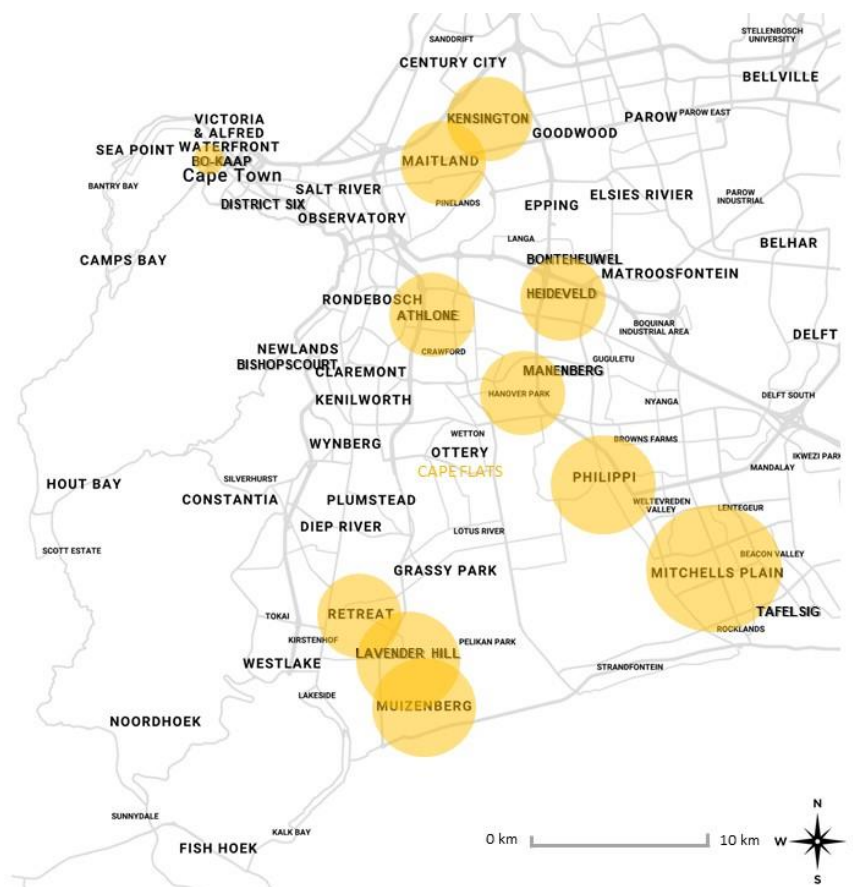 SANDDRIFT
STELLENBOSCH
UNIVERSITY
CENTURY CITY
BELLVILLE
VICTORIA
& ALFRED
WATERFRONT
KENSINGTON
PAROW
PAROW EAST
GOODWOOD
SEA POINT
BO-KAAP
MAITLAND
Cape Town
BANTRY BAY
SALT RIVER
ELSIES RIVIER
PAROW
INDUSTRIAL
DISTRICT SIX
PINELANDS
EPPING
OBSERVATORY
LANGA
BELHAR
CAMPS BAY
BONTEHEUWEL
MATROOSFONTEIN
HEIDEVELD
RONDEBOSCH
ATHLONE
BOQUINAR
INDUSTRIAL AREA
DELFT
NEWLANDS
CRAWFORD
GUGULETU
BISHOPSCOURT
CLAREMONT
MANENBERG
HANOVER PARK
KENILWORTH
NYANGA
DELFT SOUTH
WETTON
WYNBERG
BROWNS FARMS
OTTERY
IKWEZI PARK
CAPE FLATS
MANDALAY
HOUT BAY
SILVERHURST
PHILIPPI
CONSTANTIA
PLUMSTEAD
WELTEVREDEN
VALLEY
LENTEGEUR
DIEP RIVER
LOTUS RIVER
SCOTT ESTATE
BEACON VALLEY
GRASSY PARK
MITCHELLS PLAIN
TOKAI
RETREAT
TAFELSIG
ROCKLANDS
KIRSTENHOF
PELIKAN PARK
LAVENDER HILL
WESTLAKE
STRANDFONTEIN
LAKESIDE
MUIZENBERG
NOORDHOEK
SUNNYDALE
KALK BAY
FISH HOEK
0 km
10 km
N
W
S